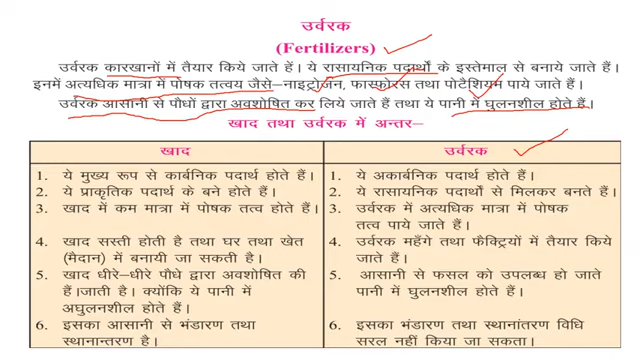 उर्वरक
(Fertilizers)
उर्वरक कारखानों में तैयार किये जाते हें। ये रासायनिक पदार्थो के इस्तेमाल से बनाये जाते हैं।
इनमें अत्यधिक मात्रा में पोषक तत्वय जैसे–नाइट्रोजन, फास्फोरस तथा पोटैशियम पाये जाते हैं।
उर्वरक आसानी से पौधों द्वारा अवशोषित कर लिये जाते हैं तथा ये पानी में घुलनशील होते हैं।
खाद तथा उर्वरक में अन्तर–
खाद
1. ये मुख्य रूप से कार्बनिक पदार्थ होते हैं।
2. ये प्राकृतिक पदार्थ के बने होते हैं।
3. खाद में कम मात्रा में पोषक तत्व होते हैं।
4. खाद सस्ती होती है तथा घर तथा खेत
(मैदान) में बनायी जा सकती है।
5. खाद धीरे–धीरे पौधे द्वारा अवशोषित की
हैं।जाती है। क्योंकि ये पानी में
अघुलनशील होते हैं।
6. इसका आसानी से भंडारण तथा
स्थानान्तरण है।
उर्वरक
1. ये अकार्बनिक पदार्थ होते हैं।
2. ये रासायनिक पदार्थों से मिलकर बनते हैं।
3. उर्वरक में अत्यधिक मात्रा में पोषक
तत्व पाये जाते हैं।
4. उर्वरक महँगे तथा फैक्ट्रियों में तैयार किये
जाते हैं।
5. आसानी से फसल को उपलब्ध हो जाते
पानी में घुलनशील होते हैं।
6. इसका भंडारण तथा स्थानांतरण विधि
सरल नहीं किया जा सकता।